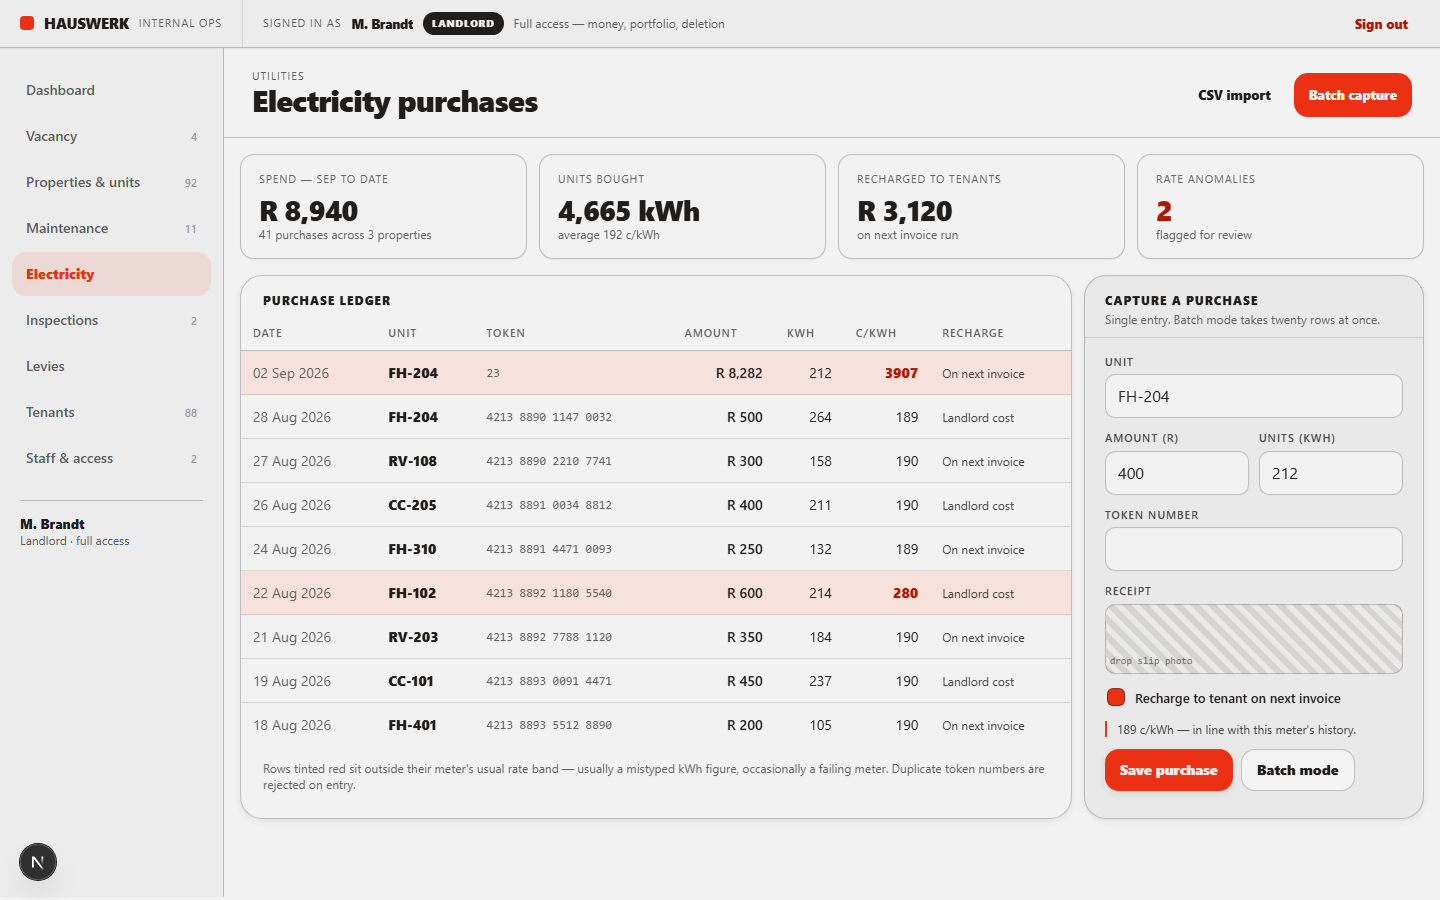 HAUSWERK INTERNAL OPS
SIGNED IN AS M. Brandt LANDLORD Full access — money, portfolio, deletion
Sign out
Dashboard
Vacancy 4
Properties & units 92
Maintenance 11
Electricity
Inspections 2
Levies
Tenants 88
Staff & access 2
M. Brandt
Landlord · full access
N
UTILITIES
Electricity purchases
CSV import
Batch capture
SPEND — SEP TO DATE
R 8,940
41 purchases across 3 properties
UNITS BOUGHT
4,665 kWh
average 192 c/kWh
RECHARGED TO TENANTS
R 3,120
on next invoice run
RATE ANOMALIES
2
flagged for review
PURCHASE LEDGER
DATE UNIT TOKEN AMOUNT KWH C/KWH RECHARGE
02 Sep 2026 FH-204 23 R 8,282 212 3907 On next invoice
28 Aug 2026 FH-204 4213 8890 1147 0032 R 500 264 189 Landlord cost
27 Aug 2026 RV-108 4213 8890 2210 7741 R 300 158 190 On next invoice
26 Aug 2026 CC-205 4213 8891 0034 8812 R 400 211 190 Landlord cost
24 Aug 2026 FH-310 4213 8891 4471 0093 R 250 132 189 On next invoice
22 Aug 2026 FH-102 4213 8892 1180 5540 R 600 214 280 Landlord cost
21 Aug 2026 RV-203 4213 8892 7788 1120 R 350 184 190 On next invoice
19 Aug 2026 CC-101 4213 8893 0091 4471 R 450 237 190 Landlord cost
18 Aug 2026 FH-401 4213 8893 5512 8890 R 200 105 190 On next invoice
Rows tinted red sit outside their meter's usual rate band — usually a mistyped kWh figure, occasionally a failing meter. Duplicate token numbers are
rejected on entry.
CAPTURE A PURCHASE
Single entry. Batch mode takes twenty rows at once.
UNIT
FH-204
AMOUNT (R) UNITS (KWH)
400 212
TOKEN NUMBER
RECEIPT
drop slip photo
Recharge to tenant on next invoice
189 c/kWh — in line with this meter's history.
Save purchase Batch mode